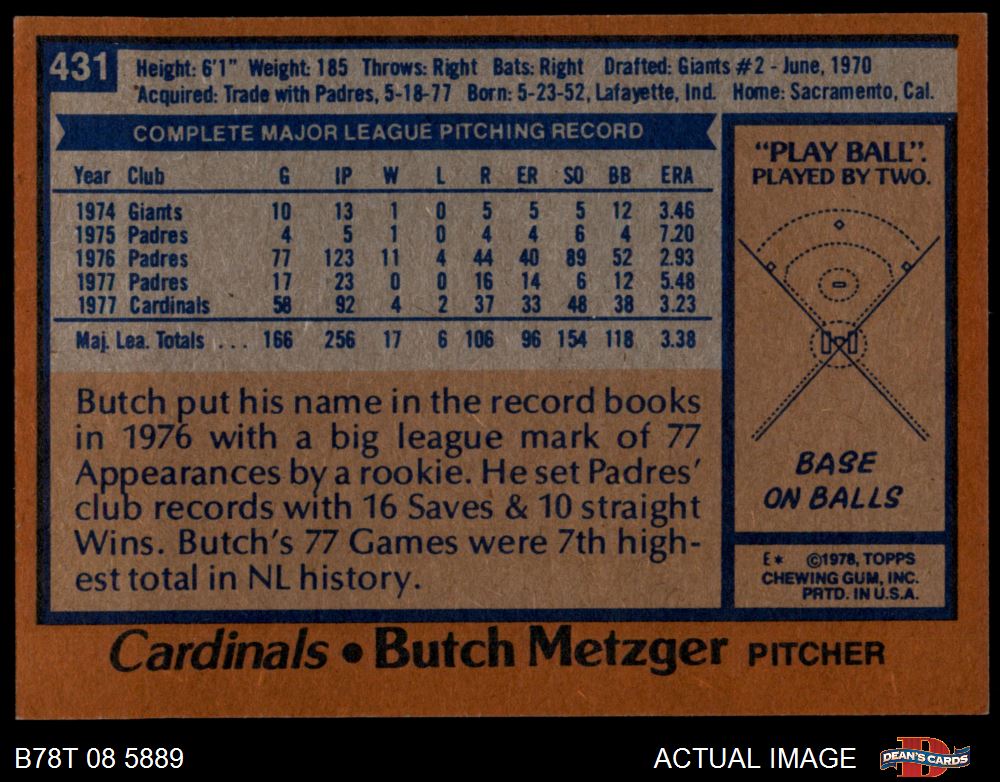 431 Height: 6'1" Weight: 185 Throws: Right Bats: Right Drafted: Giants #2 - June, 1970
Acquired: Trade with Padres, 5-18-77 Born: 5-23-52, Lafayette, Ind. Home: Sacramento, Cal.
COMPLETE MAJOR LEAGUE PITCHING RECORD
Year Club G IP W L R ER SO BB ERA
1974 Giants 10 13 1 0 5 5 5 12 3.46
1975 Padres 4 5 1 0 4 4 6 4 7.20
1976 Padres 77 123 11 4 44 40 89 52 2.93
1977 Padres 17 23 0 0 16 14 6 12 5.48
1977 Cardinals 58 92 4 2 37 33 48 38 3.23
Maj. Lea. Totals ... 166 256 17 6 106 96 154 118 3.38
Butch put his name in the record books
in 1976 with a big league mark of 77
Appearances by a rookie. He set Padres'
club records with 16 Saves & 10 straight
Wins. Butch's 77 Games were 7th high-
est total in NL history.
"PLAY BALL".
PLAYED BY TWO.
BASE
ON BALLS
E* ©1978, TOPPS
CHEWING GUM, INC.
PRTD. IN U.S.A.
Cardinals • Butch Metzger PITCHER
B78T 08 5889 ACTUAL IMAGE DEAN'S CARDS